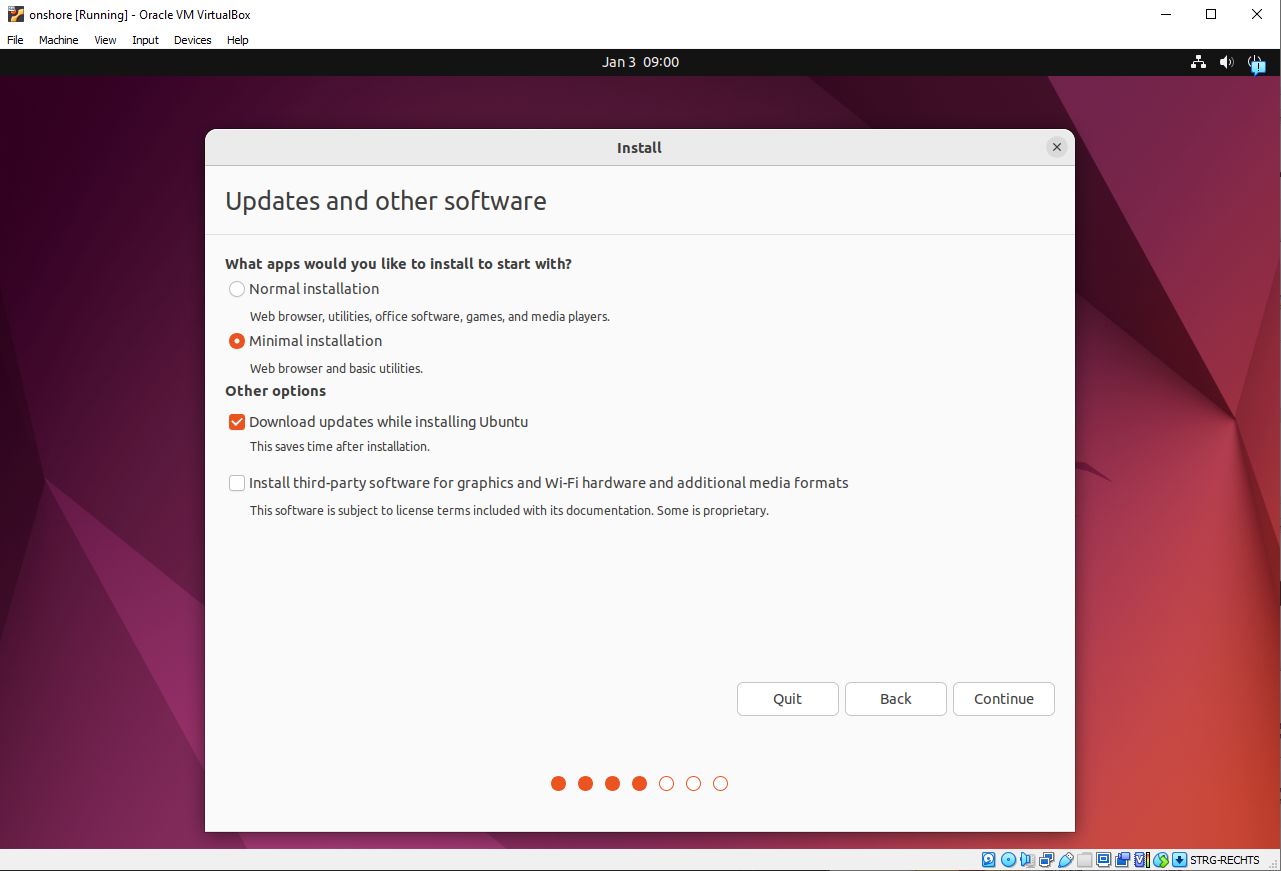 onshore [Running] - Oracle VM VirtualBox
File Machine View Input Devices Help
Jan 3 09:00
Install
Updates and other software
What apps would you like to install to start with?
Normal installation
Web browser, utilities, office software, games, and media players.
Minimal installation
Web browser and basic utilities.
Other options
Download updates while installing Ubuntu
This saves time after installation.
Install third-party software for graphics and Wi-Fi hardware and additional media formats
This software is subject to license terms included with its documentation. Some is proprietary.
Quit Back Continue
STRG-RECHTS